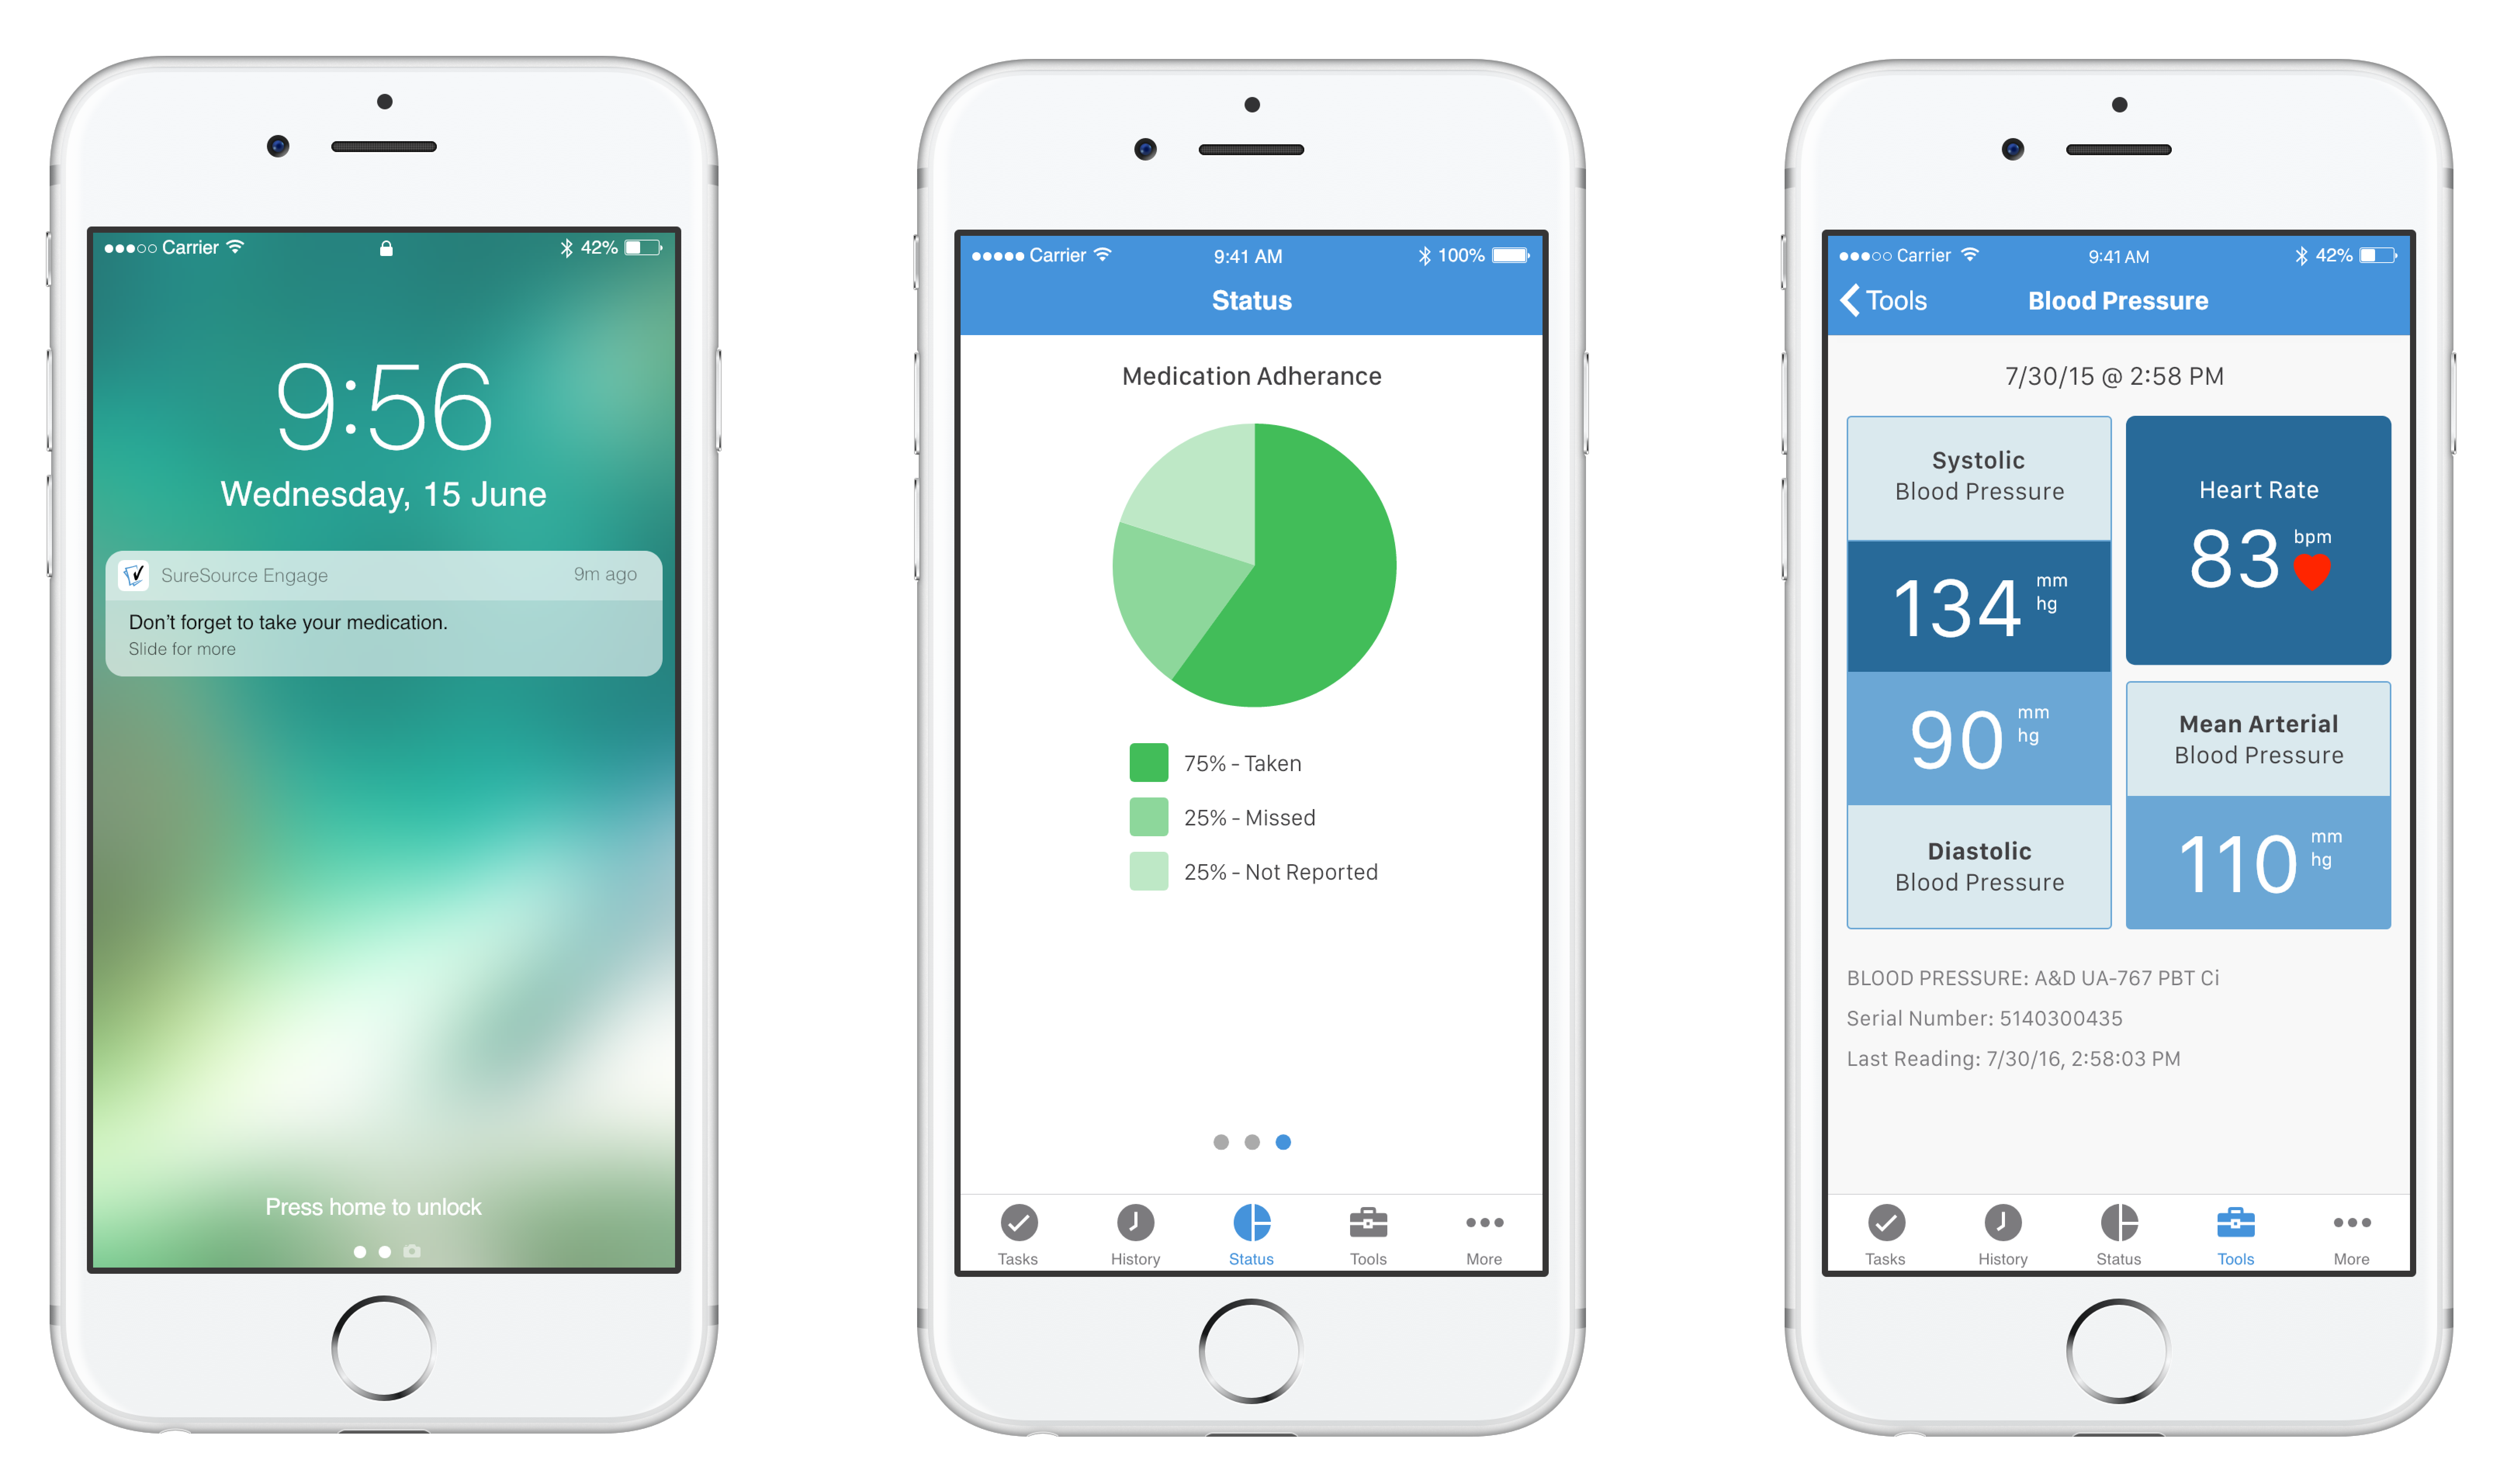 Carrier 42%
9:56
Wednesday, 15 June
SureSource Engage 9m ago
Don't forget to take your medication.
Slide for more
Press home to unlock
Carrier 9:41 AM 100%
Status
Medication Adherance
75% - Taken
25% - Missed
25% - Not Reported
Tasks History Status Tools More
Carrier 9:41 AM 42%
Tools Blood Pressure
7/30/15 @ 2:58 PM
Systolic
Blood Pressure
134 mm hg
90 mm hg
Diastolic
Blood Pressure
Heart Rate
83 bpm
Mean Arterial
Blood Pressure
110 mm hg
BLOOD PRESSURE: A&D UA-767 PBT Ci
Serial Number: 5140300435
Last Reading: 7/30/16, 2:58:03 PM
Tasks History Status Tools More